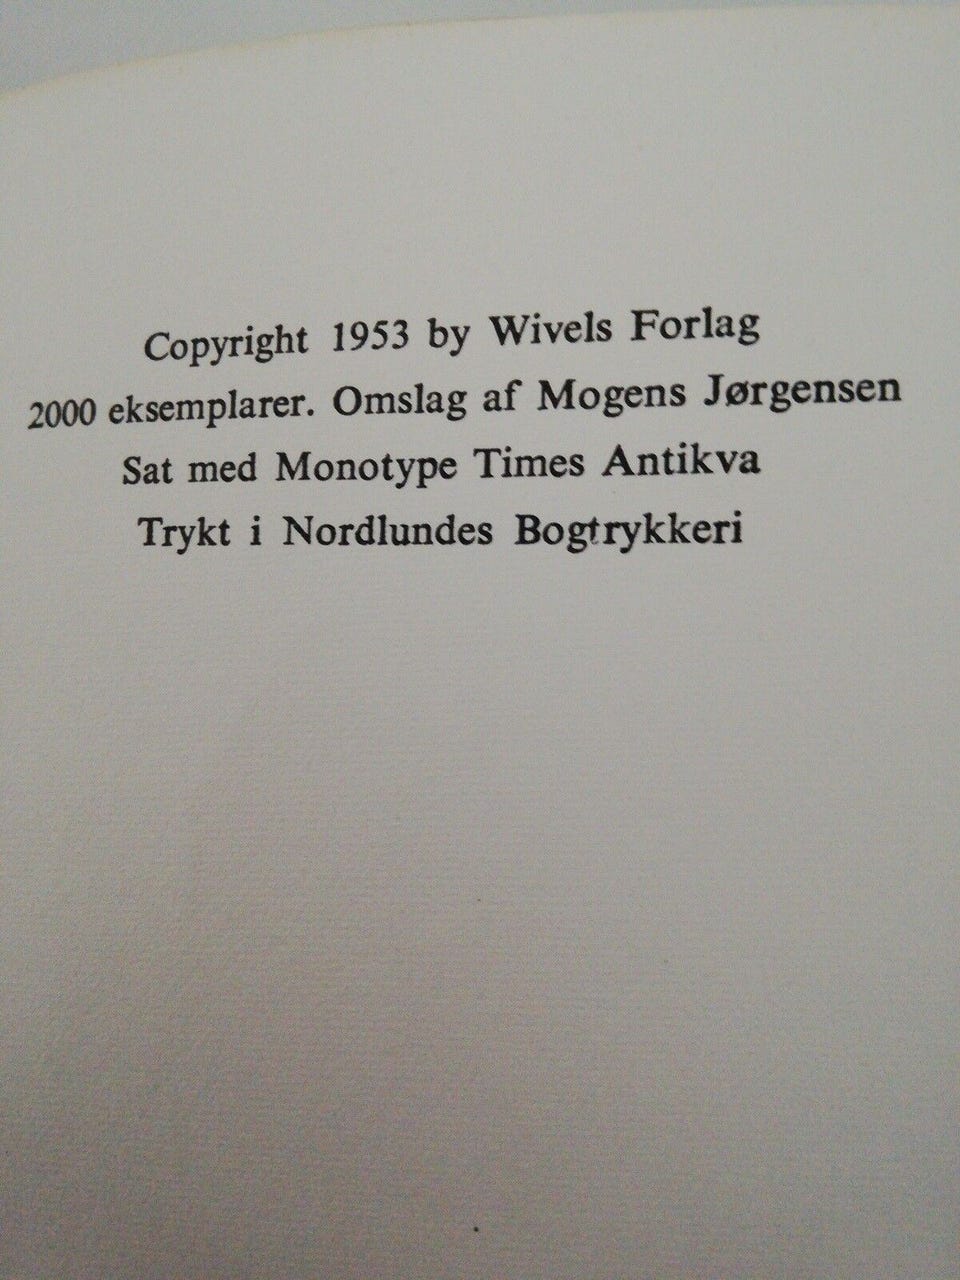 Copyright 1953 by Wivels Forlag
2000 eksemplarer. Omslag af Mogens Jørgensen
Sat med Monotype Times Antikva
Trykt i Nordlundes Bogtrykkeri